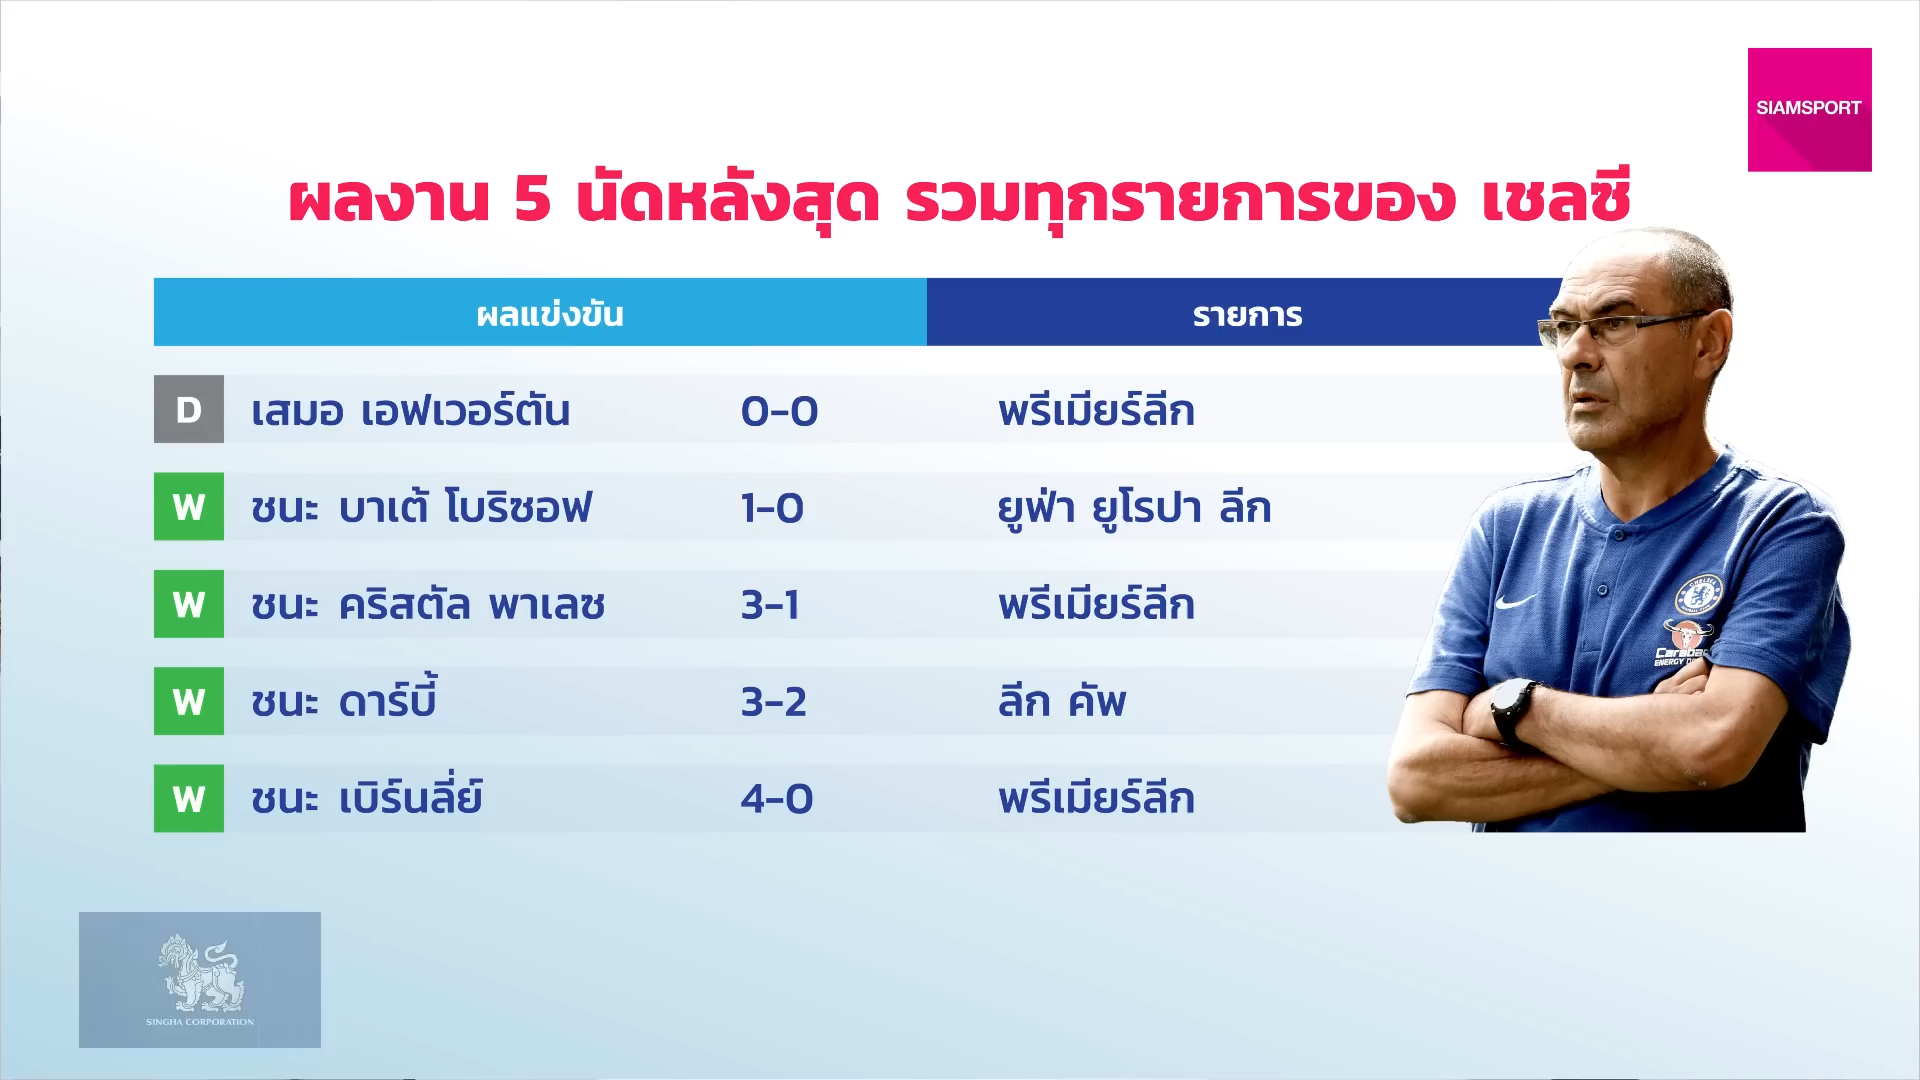 SIAMSPORT
ผลงาน 5 นัดหลังสุด รวมทุกรายการของ เชลซี
ผลแข่งขัน รายการ
D เสมอ เอฟเวอร์ตัน 0-0 พรีเมียร์ลีก
W ชนะ บาเต้ โบริซอฟ 1-0 ยูฟ่า ยูโรปา ลีก
W ชนะ คริสตัล พาเลซ 3-1 พรีเมียร์ลีก
W ชนะ ดาร์บี้ 3-2 ลีก คัพ
W ชนะ เบิร์นลี่ย์ 4-0 พรีเมียร์ลีก
CHELSEA
FOOTBALL CLUB
ENERGY
SINGHA CORPORATION